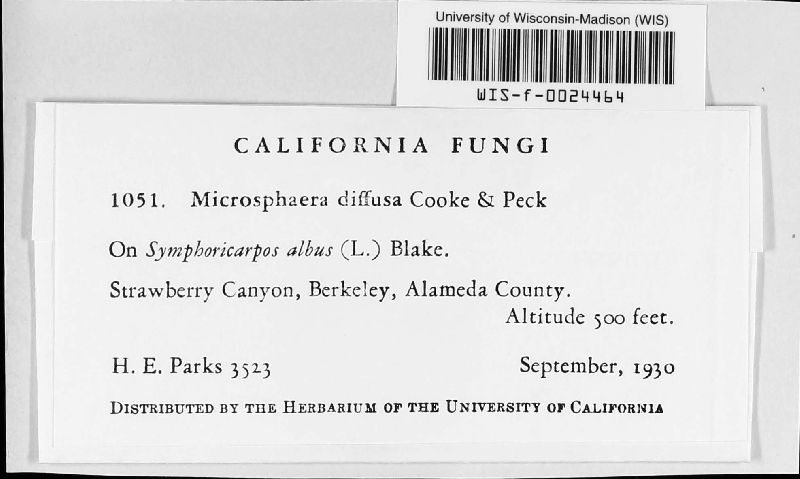 University of Wisconsin-Madison (WIS)
WIS-f-0024464
CALIFORNIA FUNGI
1051. Microsphaera diffusa Cooke & Peck
On Symphoricarpos albus (L.) Blake.
Strawberry Canyon, Berkeley, Alameda County.
Altitude 500 feet.
H. E. Parks 3523
September, 1930
DISTRIBUTED BY THE HERBARIUM OF THE UNIVERSITY OF CALIFORNIA